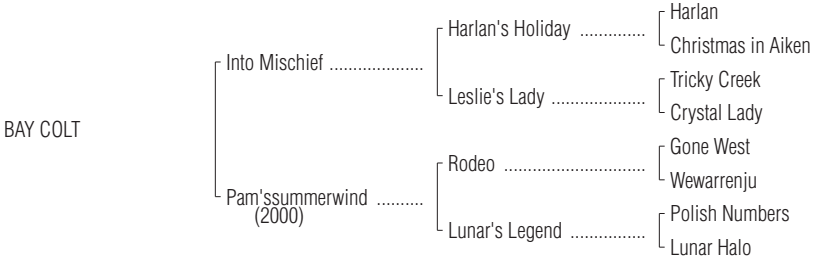 Harlan
Harlan's Holiday ..............
Christmas in Aiken
Into Mischief ....................
Tricky Creek
Leslie's Lady ....................
Crystal Lady
BAY COLT
Gone West
Rodeo ..............................
Wewarrenju
Pam'ssummerwind ..........
(2000)
Polish Numbers
Lunar's Legend ................
Lunar Halo